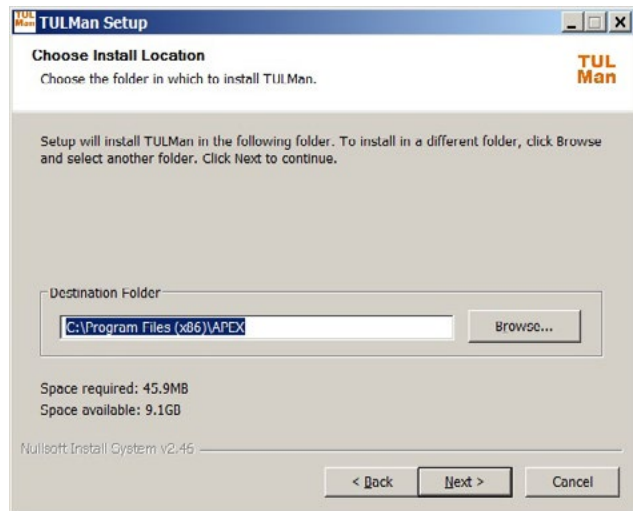 TUL
Man
TULMan Setup
Choose Install Location
Choose the folder in which to install TULMan.
TUL
Man
Setup will install TULMan in the following folder. To install in a different folder, click Browse
and select another folder. Click Next to continue.
Destination Folder
C:\Program Files (x86)\APEX
Browse...
Space required: 45.9MB
Space available: 9.1GB
Nullsoft Install System v2.46
< Back
Next >
Cancel